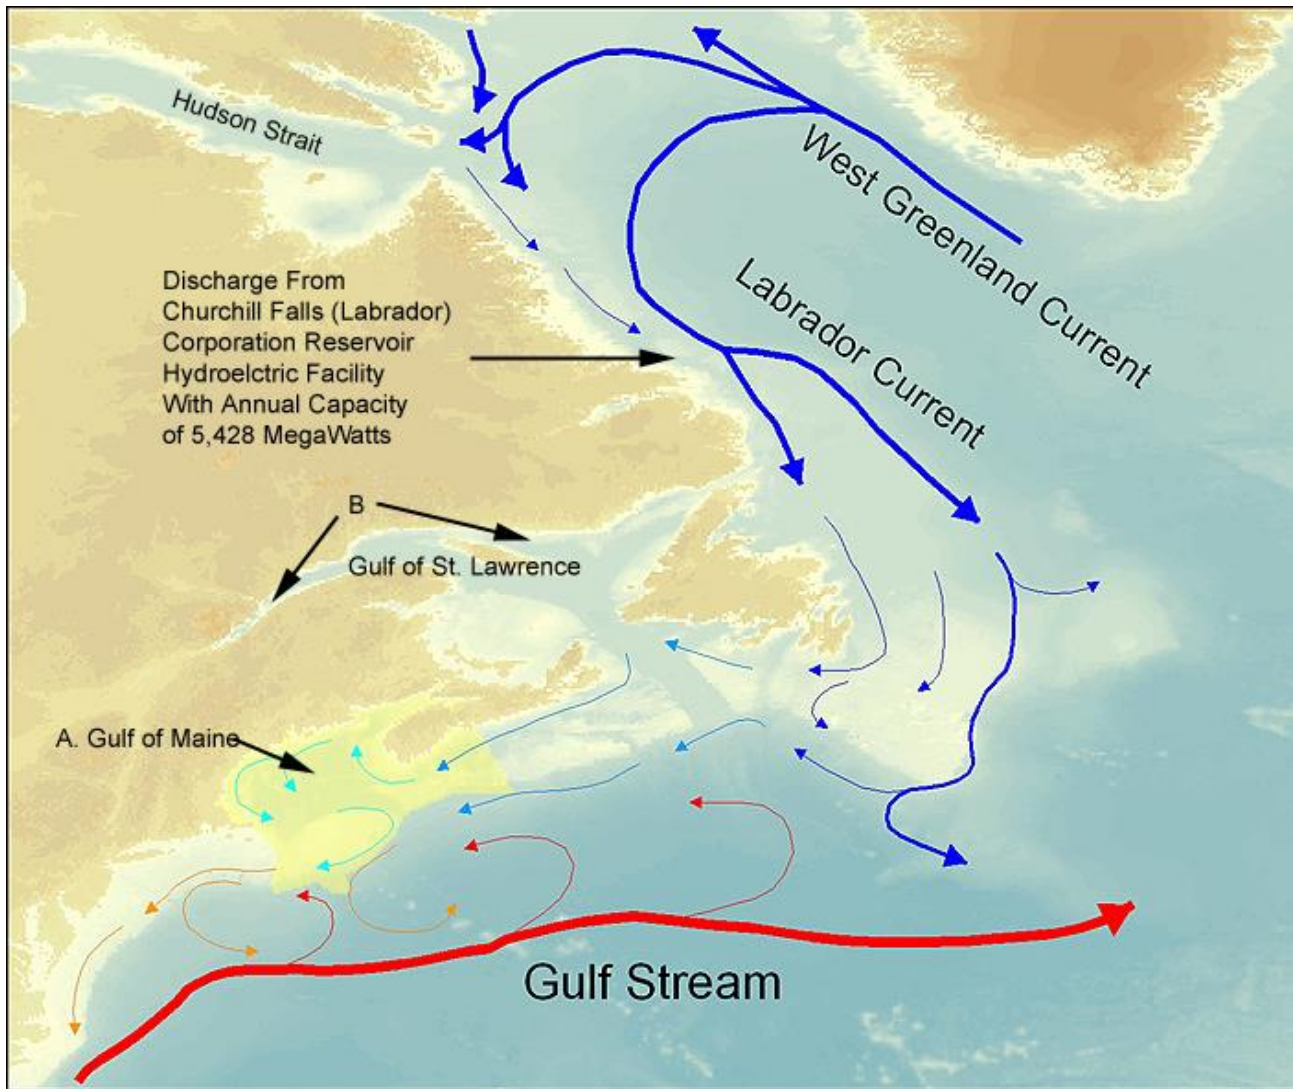 Hudson Strait
West Greenland Current
Labrador Current
Discharge From
Churchill Falls (Labrador)
Corporation Reservoir
Hydroelctric Facility
With Annual Capacity
of 5,428 MegaWatts
B
Gulf of St. Lawrence
A. Gulf of Maine
Gulf Stream